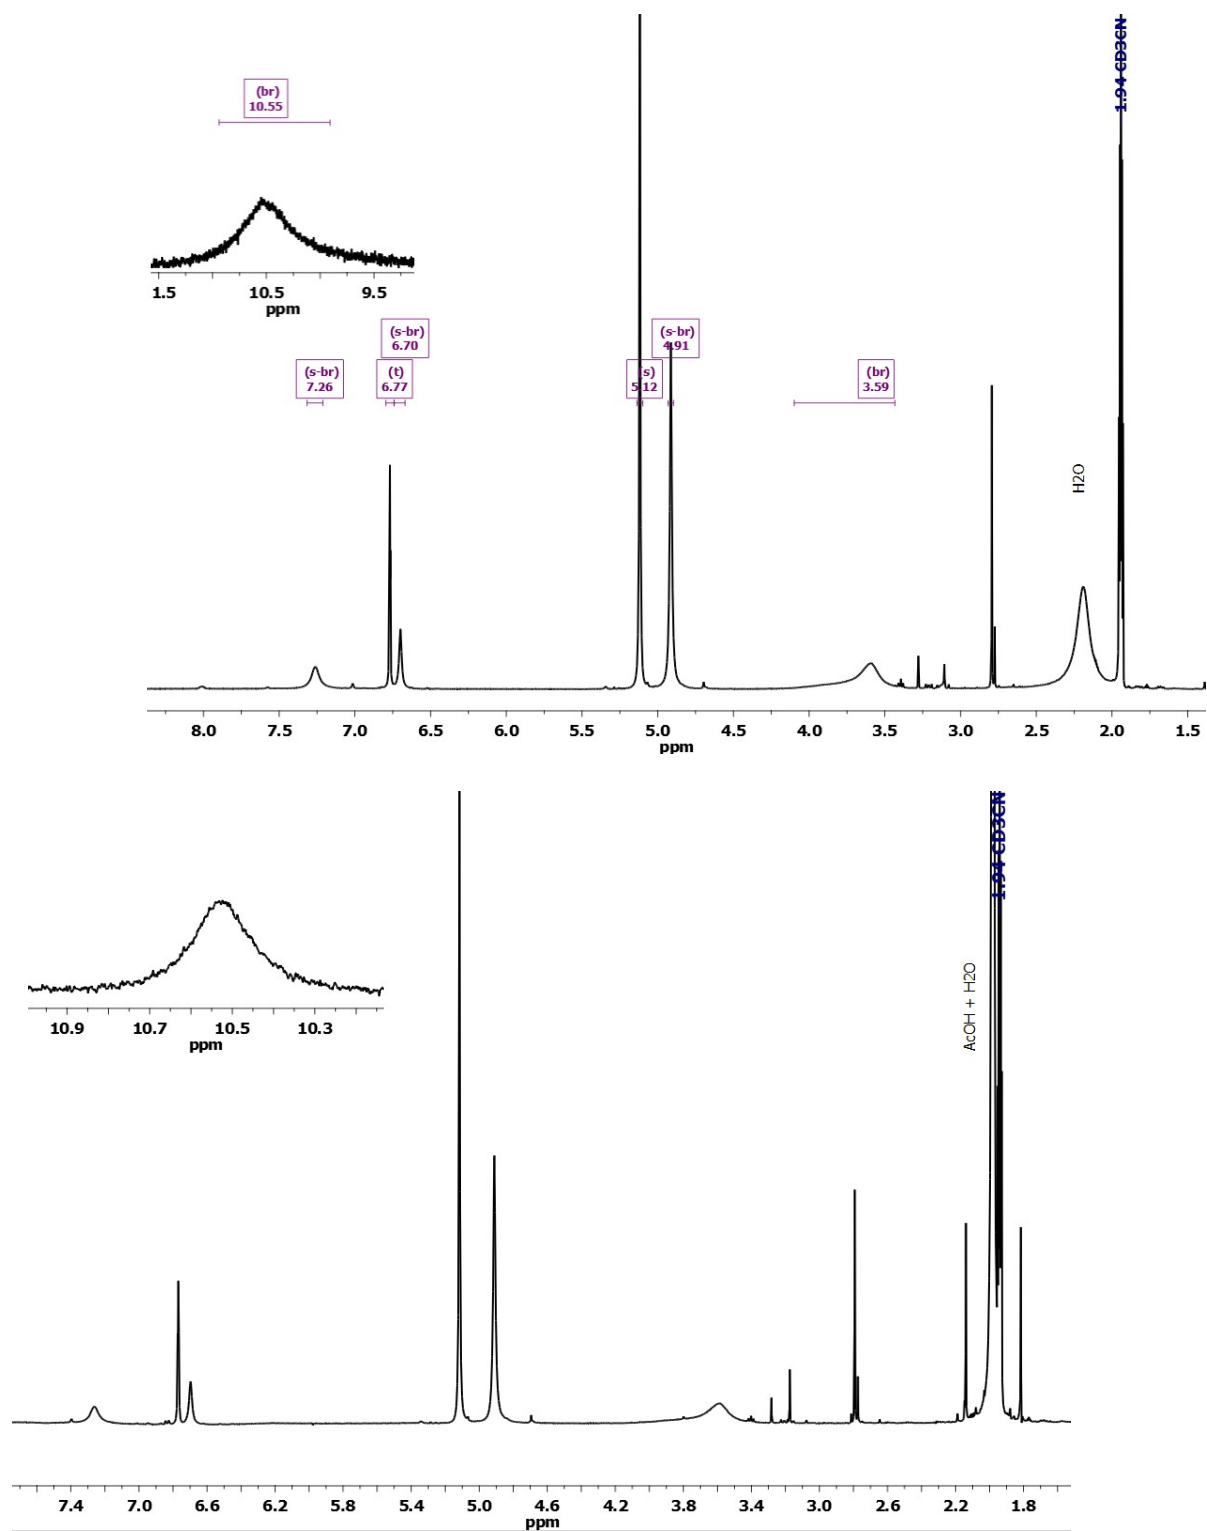 1.94 CD3CN
(br)
10.55
1.5 10.5 9.5
ppm
(s-br)
6.70
(s-br)
4.91
(s-br)
7.26
(t)
6.77
(s)
5.12
(br)
3.59
H2O
8.0 7.5 7.0 6.5 5.5 5.0 4.5 4.0 3.5 3.0 2.5 2.0 1.5
ppm
1.94 CD3CN
AcOH + H2O
10.9 10.7 10.5 10.3
ppm
7.4 7.0 6.6 6.2 5.8 5.4 5.0 4.6 4.2 3.8 3.4 3.0 2.6 2.2 1.8
ppm